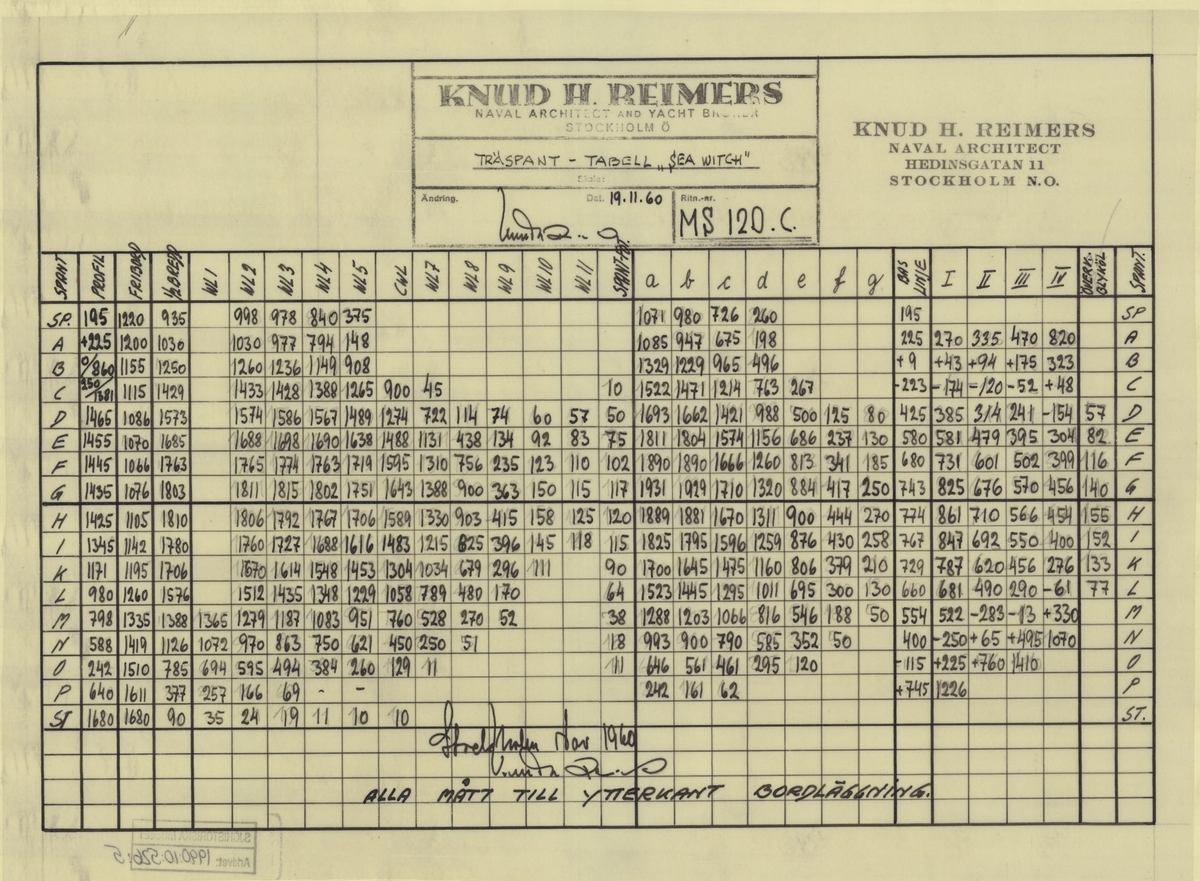 KNUD H. REIMERS
NAVAL ARCHITECT AND YACHT BROKER
STOCKHOLM Ö
TRÄSPANT - TABELL „SEA WITCH"
Skala:
Ändring. Dat. 19.11.60 Ritn.-nr. MS 120.C.
KNUD H. REIMERS
NAVAL ARCHITECT
HEDINSGATAN 11
STOCKHOLM N.O.
SPANT PROFIL FRIBORD ½BREDD WL1 WL2 WL3 WL4 WL5 CWL WL7 WL8 WL9 WL10 WL11 a b c d e f g BAS LINJE I II III IV ÖVERK. BLYKÖL SPANT.
SP. 195 1220 935 998 978 840 375 1071 980 726 260 195 SP
A +225 1200 1030 1030 977 794 148 1085 947 675 198 225 270 335 470 820 A
B 0/860 1155 1250 1260 1236 1149 908 1329 1229 965 496 +9 +43 +94 +175 323 B
C 250/1381 1115 1429 1433 1428 1388 1265 900 45 10 1522 1471 1214 763 267 -223 -174 -120 -52 +48 C
D 1465 1086 1573 1574 1586 1567 1489 1274 722 114 74 60 57 50 1693 1662 1421 988 500 125 80 425 385 314 241 -154 57 D
E 1455 1070 1685 1688 1698 1690 1638 1488 1131 438 134 92 83 75 1811 1804 1574 1156 686 237 130 580 581 479 395 304 82 E
F 1445 1066 1763 1765 1774 1763 1719 1595 1310 756 235 123 110 102 1890 1890 1666 1260 813 341 185 680 731 601 502 399 116 F
G 1435 1076 1803 1811 1815 1802 1751 1643 1388 900 363 150 115 117 1931 1929 1710 1320 884 417 250 743 825 676 570 456 140 G
H 1425 1105 1810 1806 1792 1767 1706 1589 1330 903 415 158 125 120 1889 1881 1670 1311 900 444 270 774 861 710 566 454 155 H
I 1345 1142 1780 1760 1727 1688 1616 1483 1215 825 396 145 118 115 1825 1795 1596 1259 876 430 258 767 847 692 550 400 152 I
K 1171 1195 1706 1670 1614 1548 1453 1304 1034 679 296 111 90 1700 1645 1475 1160 806 379 210 729 787 620 456 276 133 K
L 980 1260 1576 1512 1435 1348 1229 1058 789 480 170 64 1523 1445 1295 1011 695 300 130 660 681 490 290 -61 77 L
M 798 1335 1388 1365 1279 1187 1083 951 760 528 270 52 38 1288 1203 1066 816 546 188 50 554 522 -283 -13 +330 M
N 588 1419 1126 1072 970 863 750 621 450 250 51 18 993 900 790 585 352 50 400 -250 +65 +495 1070 N
O 242 1510 785 694 595 494 384 260 129 11 11 646 561 461 295 120 -115 +225 +760 1410 O
P 640 1611 377 257 166 69 - - 242 161 62 +745 1226 P
ST 1680 1680 90 35 24 19 11 10 10 ST.
Stockholm Nov 1960
ALLA MÅTT TILL YTTERKANT BORDLÄGGNING.
SJÖHISTORISKA MUSEET
Arkivet: 1990:10:526:5